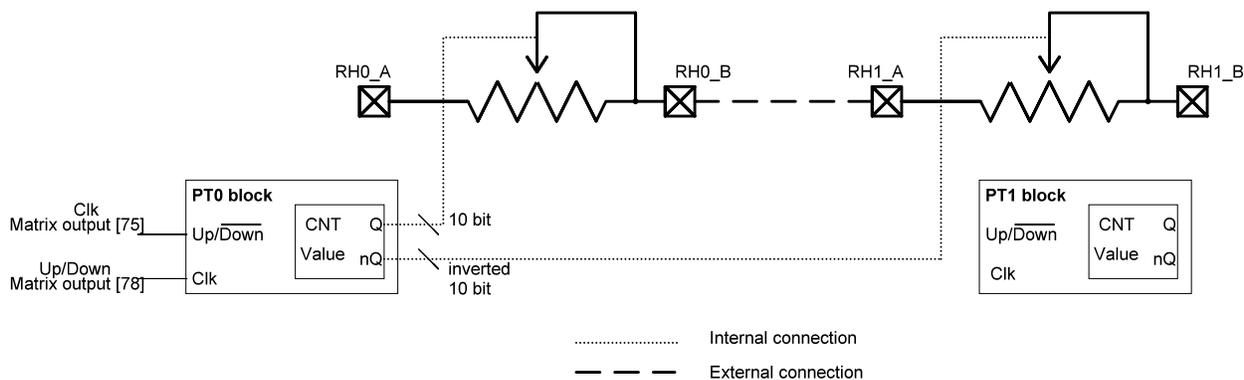 RH0_A
RH0_B
RH1_A
RH1_B
PT0 block
Clk
Matrix output [75]
Up/Down
CNT
Q
Value
nQ
10 bit
Up/Down
Matrix output [78]
Clk
inverted
10 bit
PT1 block
Up/Down
Clk
CNT
Q
Value
nQ
Internal connection
External connection